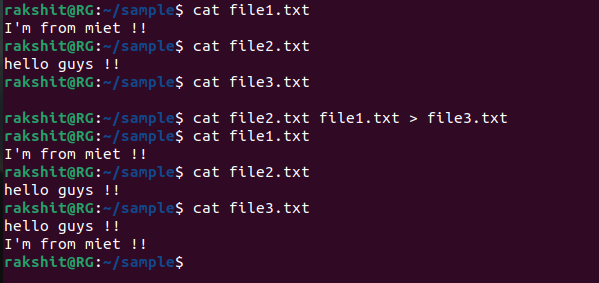 rakshit@RG:~/sample$ cat file1.txt
I'm from miet !!
rakshit@RG:~/sample$ cat file2.txt
hello guys !!
rakshit@RG:~/sample$ cat file3.txt

rakshit@RG:~/sample$ cat file2.txt file1.txt > file3.txt
rakshit@RG:~/sample$ cat file1.txt
I'm from miet !!
rakshit@RG:~/sample$ cat file2.txt
hello guys !!
rakshit@RG:~/sample$ cat file3.txt
hello guys !!
I'm from miet !!
rakshit@RG:~/sample$